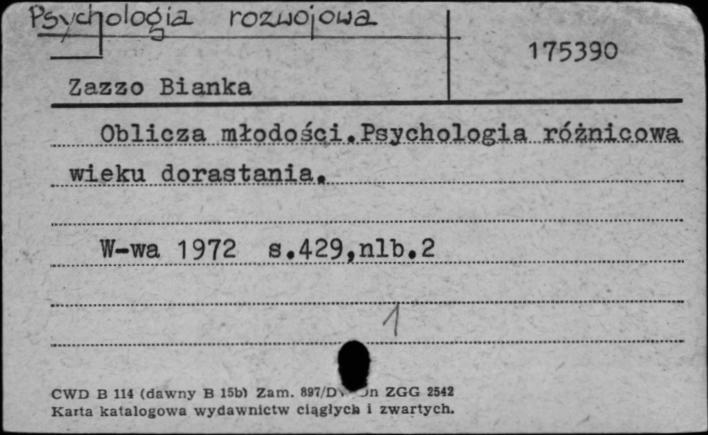 Psychologia rozwojowa
175390
Zazzo Bianka
Oblicza młodości.Psychologia różnicowa
wieku dorastania.
W-wa 1972 s.429,nlb.2
1
CWD B 114 (dawny B 15b) Zam. 897/D ZGG 2542
Karta katalogowa wydawnictw ciągłych i zwartych.